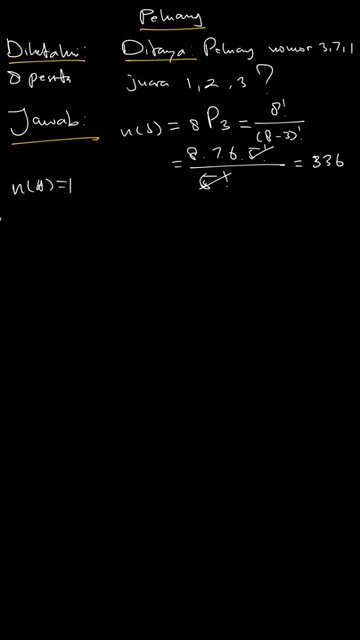 Peluang
Diketahui: Ditanya: Peluang nomor 3,7,1
8 peserta juara 1, 2, 3 ?
Jawab:
n(S) = 8 P 3 = 8! / (8-3)!
= 8 . 7 . 6 . 5! / 5! = 336
n(A) = 1